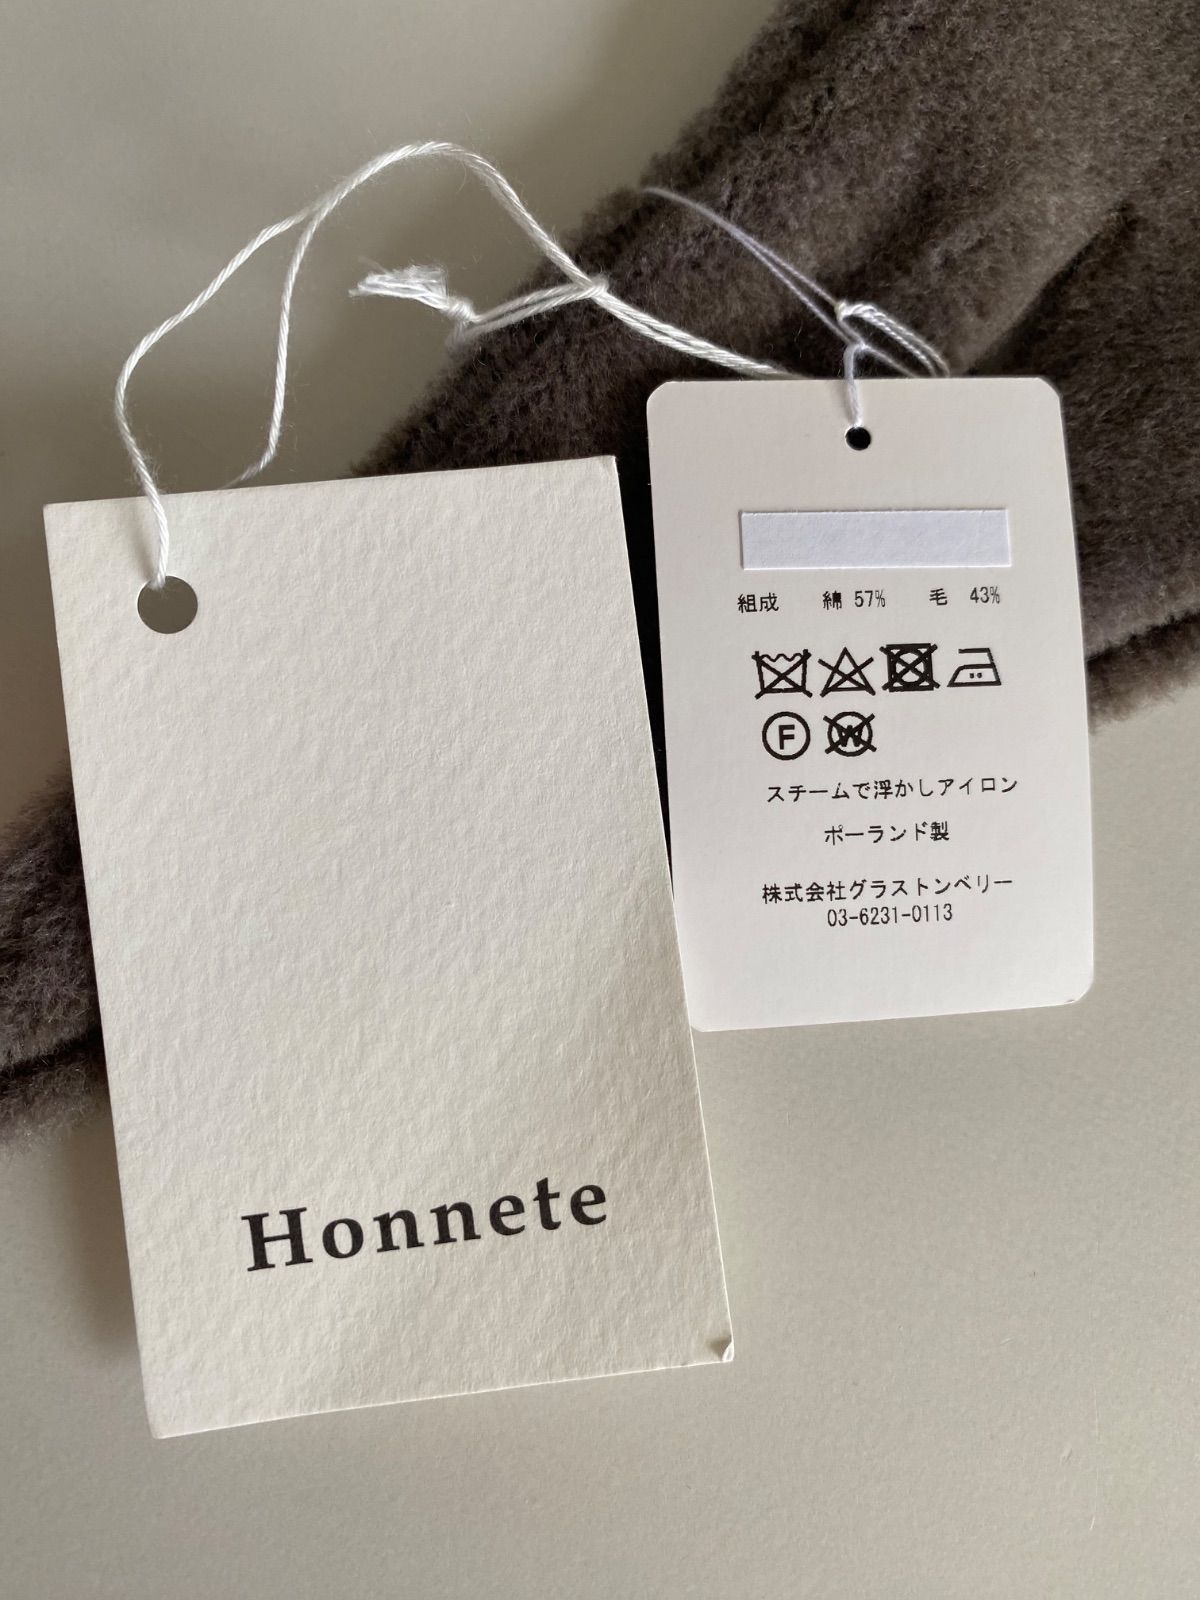 Honnete
組成 綿 57% 毛 43%
F W
スチームで浮かしアイロン
ポーランド製
株式会社グラストンベリー
03-6231-0113